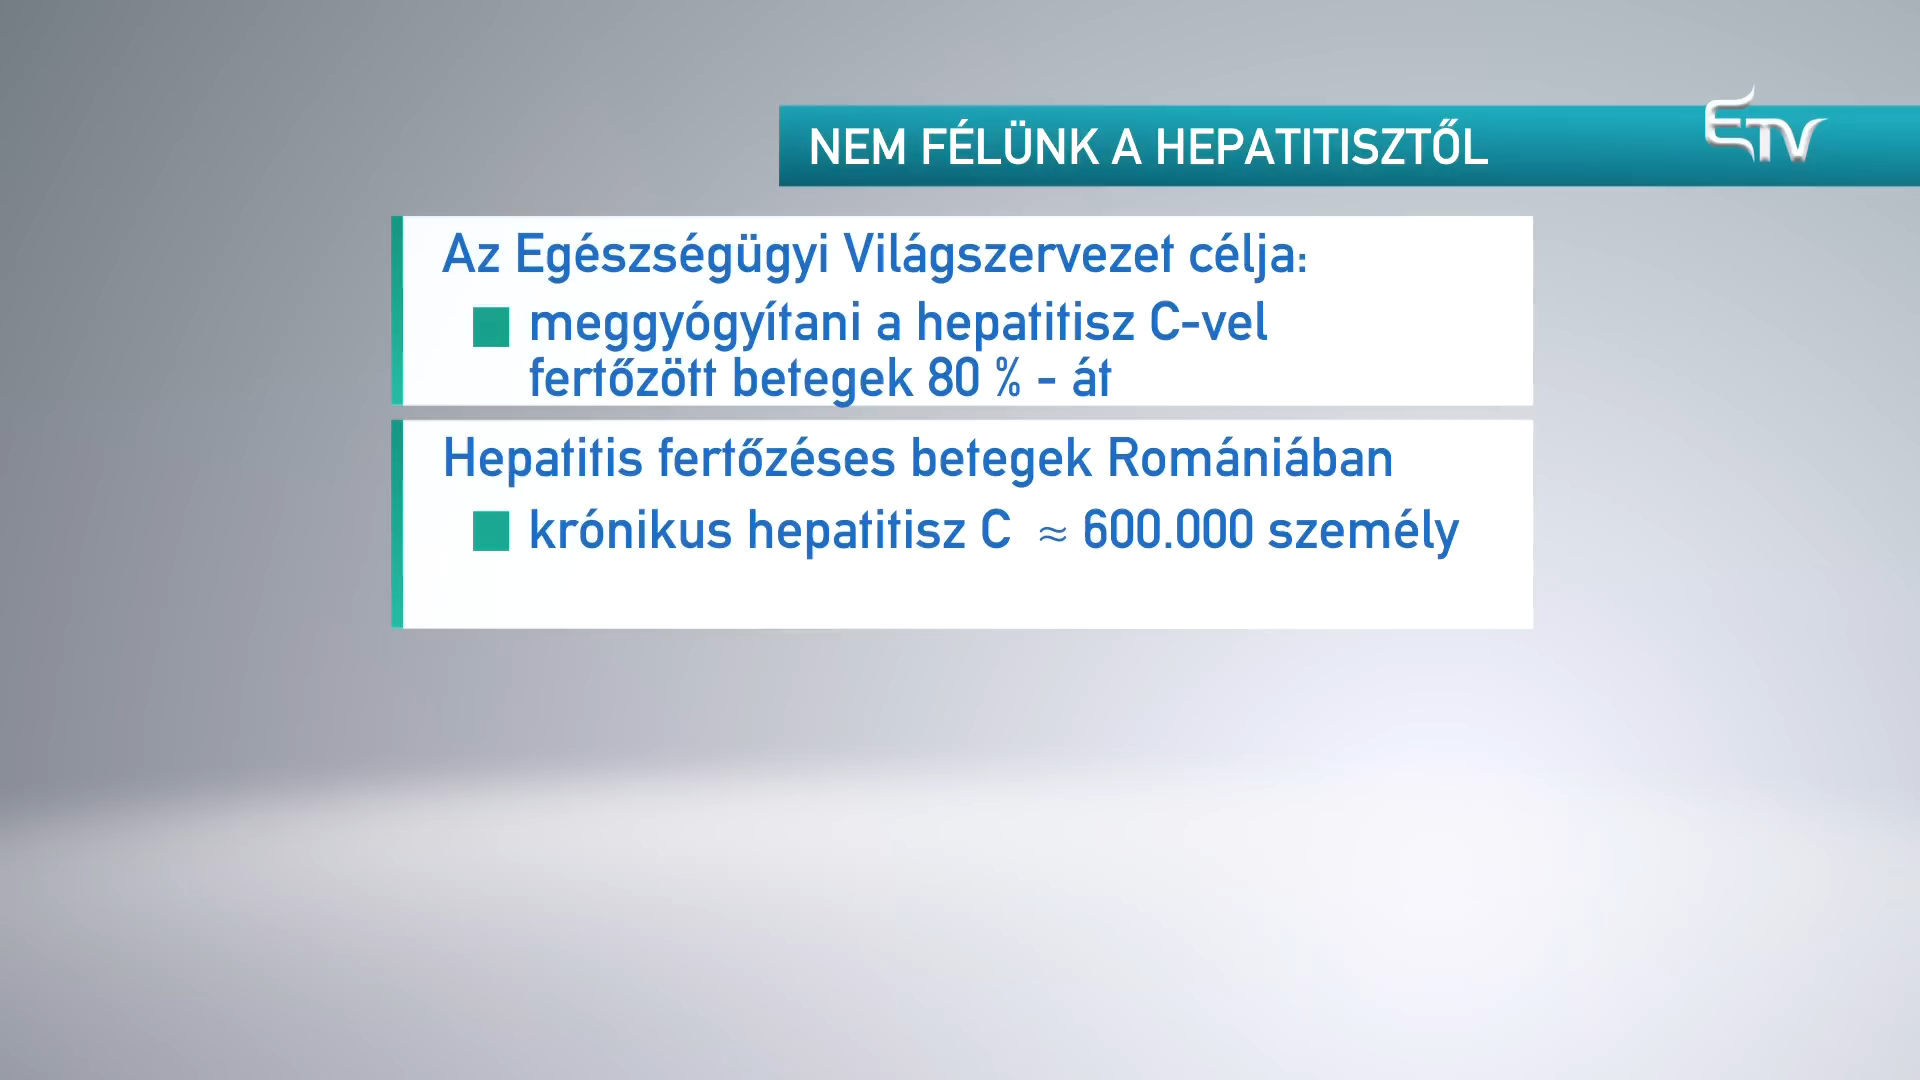 NEM FÉLÜNK A HEPATITISZTŐL
ETV
Az Egészségügyi Világszervezet célja:
meggyógyítani a hepatitisz C-vel
fertőzött betegek 80 % - át
Hepatitis fertőzéses betegek Romániában
krónikus hepatitisz C ≈ 600.000 személy